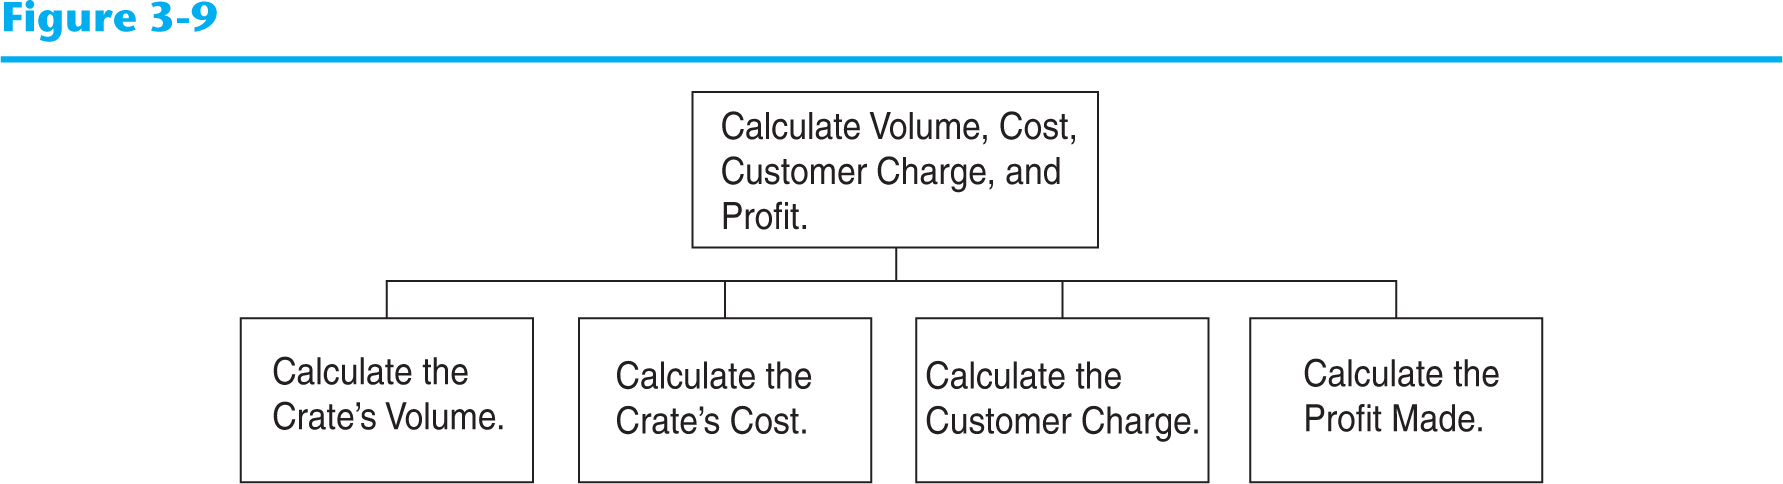 Figure 3-9
Calculate Volume, Cost,
Customer Charge, and
Profit.
Calculate the
Crate’s Volume.
Calculate the
Crate’s Cost.
Calculate the
Customer Charge.
Calculate the
Profit Made.